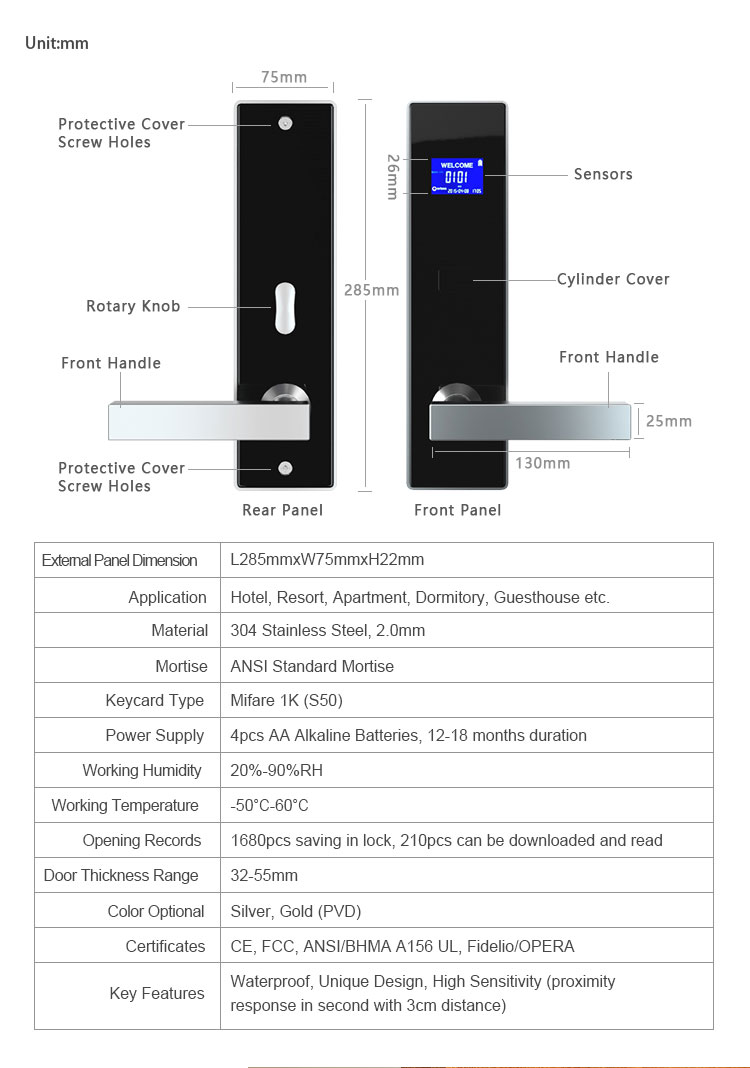 Unit:mm
75mm
Protective Cover
Screw Holes
WELCOME
0101
26mm
Sensors
285mm
Cylinder Cover
Rotary Knob
Front Handle
Front Handle
25mm
130mm
Protective Cover
Screw Holes
Rear Panel
Front Panel
External Panel Dimension L285mmxW75mmxH22mm
Application Hotel, Resort, Apartment, Dormitory, Guesthouse etc.
Material 304 Stainless Steel, 2.0mm
Mortise ANSI Standard Mortise
Keycard Type Mifare 1K (S50)
Power Supply 4pcs AA Alkaline Batteries, 12-18 months duration
Working Humidity 20%-90%RH
Working Temperature -50°C-60°C
Opening Records 1680pcs saving in lock, 210pcs can be downloaded and read
Door Thickness Range 32-55mm
Color Optional Silver, Gold (PVD)
Certificates CE, FCC, ANSI/BHMA A156 UL, Fidelio/OPERA
Key Features Waterproof, Unique Design, High Sensitivity (proximity
response in second with 3cm distance)